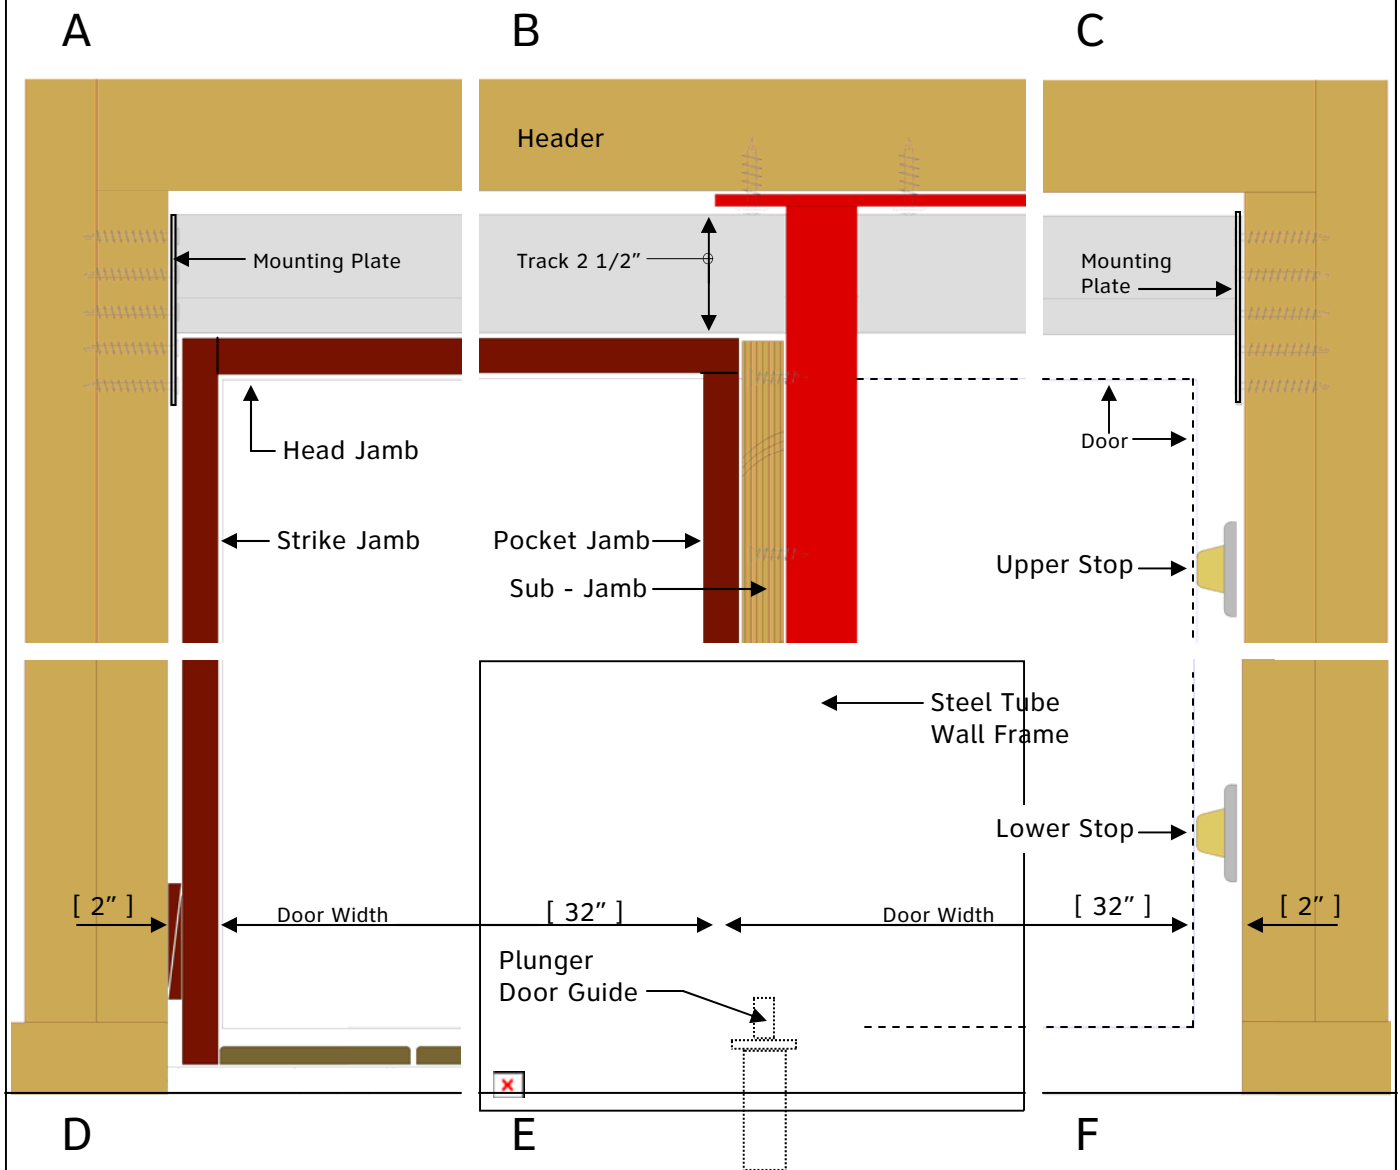 A
B
C
Header
Mounting Plate
Track 2 1/2”
Mounting
Plate
Head Jamb
Door
Strike Jamb
Pocket Jamb
Upper Stop
Sub - Jamb
Steel Tube
Wall Frame
Lower Stop
[ 2” ]
Door Width
[ 32” ]
Door Width
[ 32” ]
[ 2” ]
Plunger
Door Guide
D
E
F